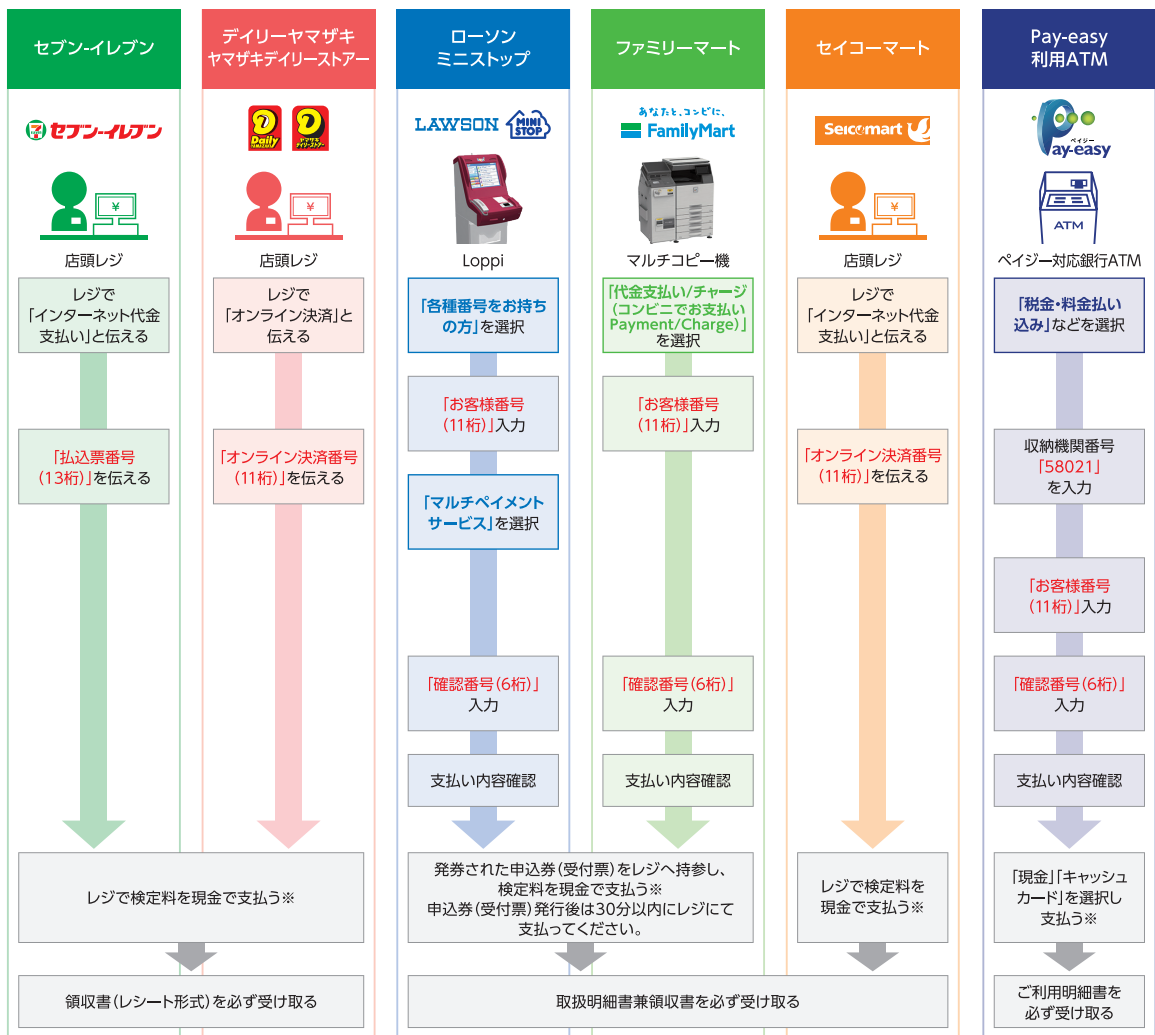 セブン-イレブン
セブン-イレブン
店頭レジ
レジで
「インターネット代金
支払い」と伝える
「払込票番号
(13桁)」を伝える
デイリーヤマザキ
ヤマザキデイリーストアー
Daily
YAMAZAKI
ヤマザキ
デイリーストアー
店頭レジ
レジで
「オンライン決済」と
伝える
「オンライン決済番号
(11桁)」を伝える
レジで検定料を現金で支払う※
領収書(レシート形式)を必ず受け取る
ローソン
ミニストップ
LAWSON
MINI
STOP
Loppi
「各種番号をお持ち
の方」を選択
「お客様番号
(11桁)」入力
「マルチペイメント
サービス」を選択
「確認番号(6桁)」
入力
支払い内容確認
ファミリーマート
あなたと、コンビに、
FamilyMart
マルチコピー機
「代金支払い/チャージ
(コンビニでお支払い
Payment/Charge)」
を選択
「お客様番号
(11桁)」入力
「確認番号(6桁)」
入力
支払い内容確認
発券された申込券(受付票)をレジへ持参し、
検定料を現金で支払う※
申込券(受付票)発行後は30分以内にレジにて
支払ってください。
セイコーマート
Seicomart
店頭レジ
レジで
「インターネット代金
支払い」と伝える
「オンライン決済番号
(11桁)」を伝える
レジで検定料を
現金で支払う※
取扱明細書兼領収書を必ず受け取る
Pay-easy
利用ATM
ペイジー
Pay-easy
ATM
ペイジー対応銀行ATM
「税金・料金払い
込み」などを選択
収納機関番号
「58021」
を入力
「お客様番号
(11桁)」入力
「確認番号(6桁)」
入力
支払い内容確認
「現金」「キャッシュ
カード」を選択し
支払う※
ご利用明細書を
必ず受け取る